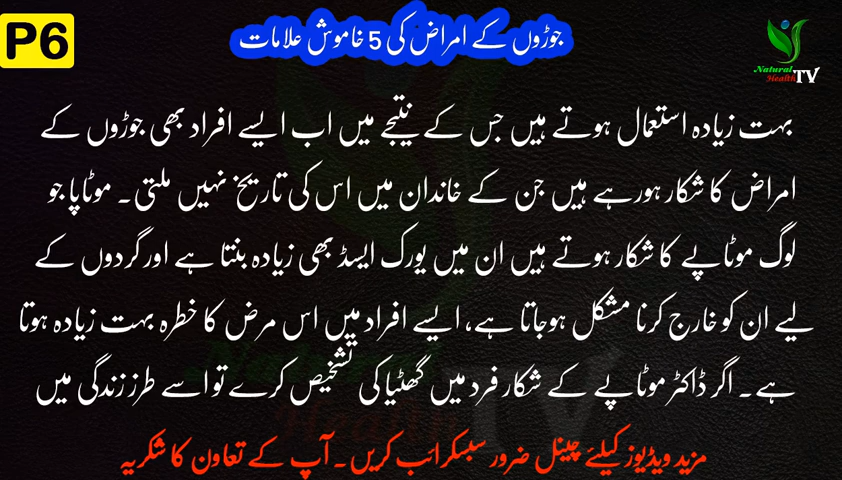 P6
جوڑوں کے امراض کی 5 خاموش علامات
Natural
Health TV
بہت زیادہ استعمال ہوتے ہیں جس کے نتیجے میں اب ایسے افراد بھی جوڑوں کے
امراض کا شکار ہورہے ہیں جن کے خاندان میں اس کی تاریخ نہیں ملتی۔ موٹاپا جو
لوگ موٹاپے کا شکار ہوتے ہیں ان میں یورک ایسڈ بھی زیادہ بنتا ہے اور گردوں کے
لیے ان کو خارج کرنا مشکل ہوجاتا ہے، ایسے افراد میں اس مرض کا خطرہ بہت زیادہ ہوتا
ہے۔ اگر ڈاکٹر موٹاپے کے شکار فرد میں گھٹیا کی تشخیص کرے تو اسے طرز زندگی میں
مزید ویڈیوز کیلئے چینل ضرور سبسکرائب کریں۔ آپ کے تعاون کا شکریہ